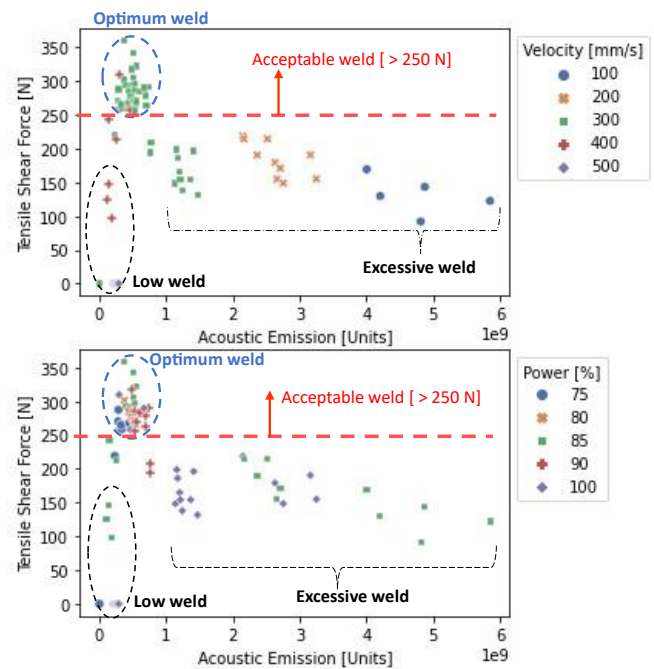 Optimum weld
Acceptable weld [ > 250 N]
Tensile Shear Force [N]
350
300
250
200
150
100
50
0
Low weld
Excessive weld
0
1
2
3
4
5
6
1e9
Acoustic Emission [Units]
Velocity [mm/s]
100
200
300
400
500
Optimum weld
Acceptable weld [ > 250 N]
Tensile Shear Force [N]
350
300
250
200
150
100
50
0
Low weld
Excessive weld
0
1
2
3
4
5
6
1e9
Acoustic Emission [Units]
Power [%]
75
80
85
90
100